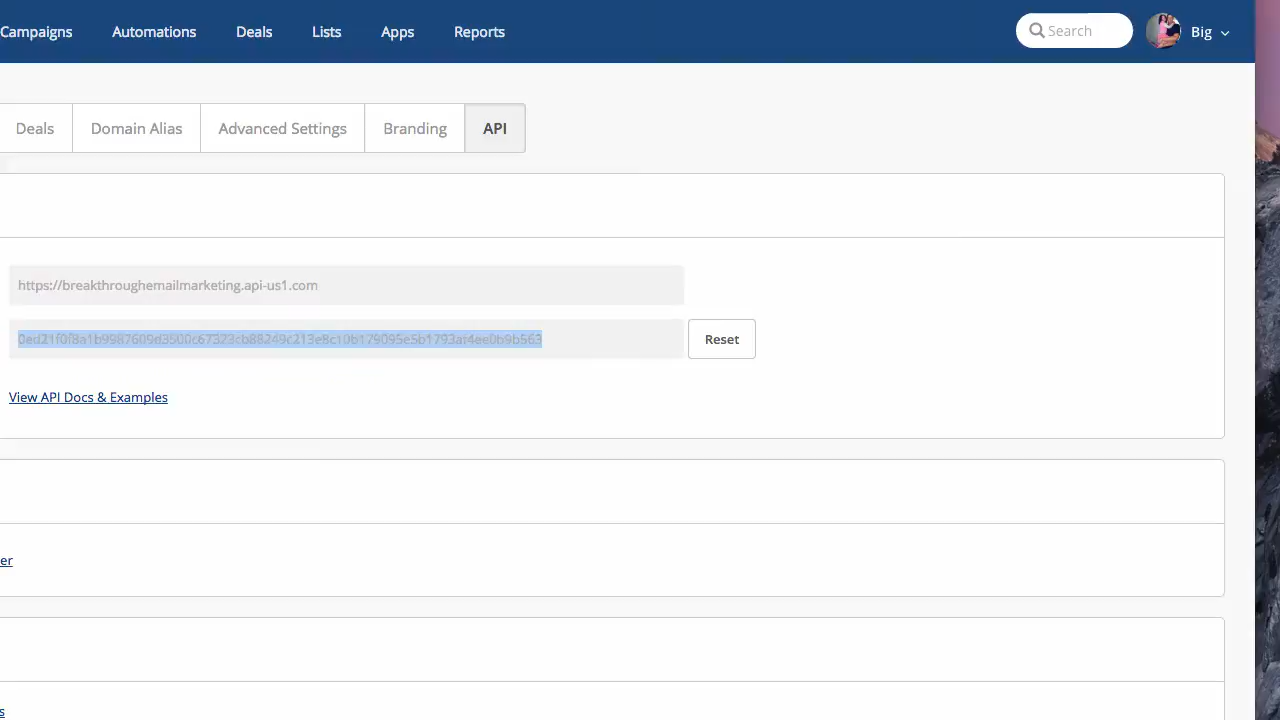 Campaigns Automations Deals Lists Apps Reports Search Big
Deals Domain Alias Advanced Settings Branding API
https://breakthroughemailmarketing.api-us1.com
Reset
View API Docs & Examples
er
s